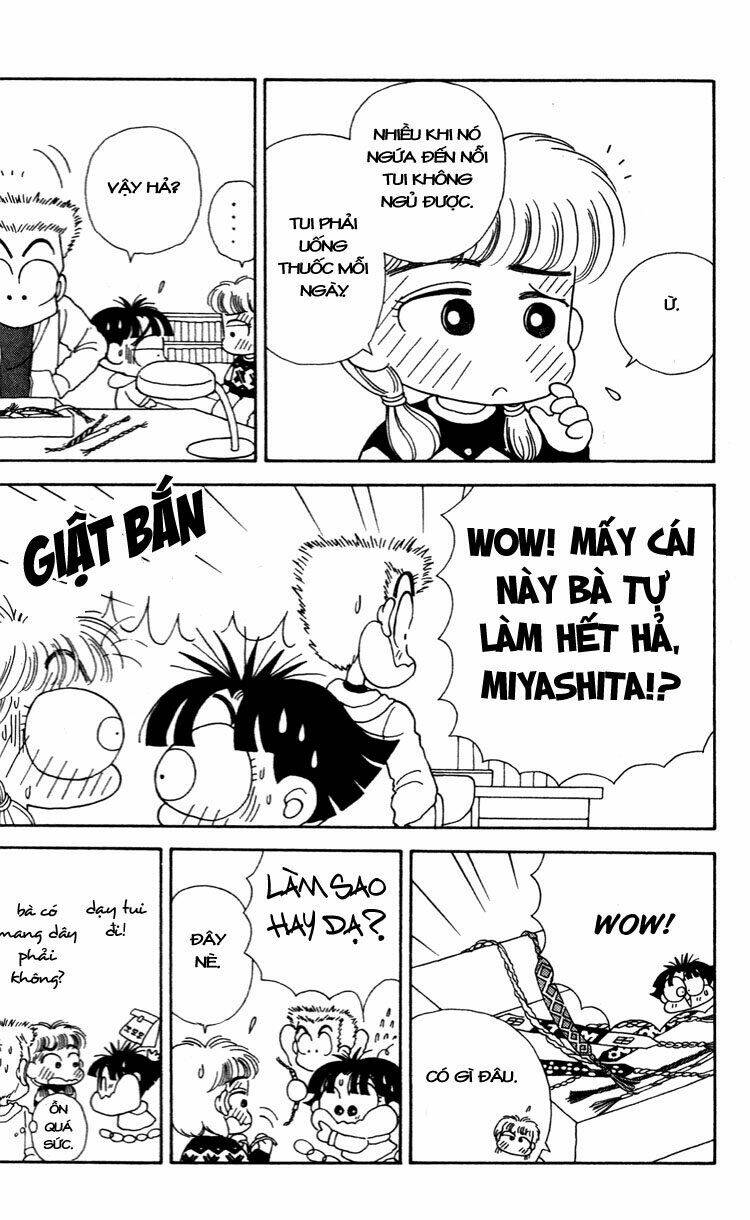 Ừ.
NHIỀU KHI NÓ
NGỨA ĐẾN NỖI
TUI KHÔNG
NGỦ ĐƯỢC.
TUI PHẢI
UỐNG
THUỐC MỖI
NGÀY.
....
VẬY HẢ?
WOW! MẤY CÁI
NÀY BÀ TỰ
LÀM HẾT HẢ,
MIYASHITA!?
GIẬT BẮN
WOW!
CÓ GÌ ĐÂU.
LÀM SAO
HAY DẠ?
ĐÂY
NÈ.
dạy tui
đi!
bà có
mang dây
phải
không?
ỒN
QUÁ
SỨC.